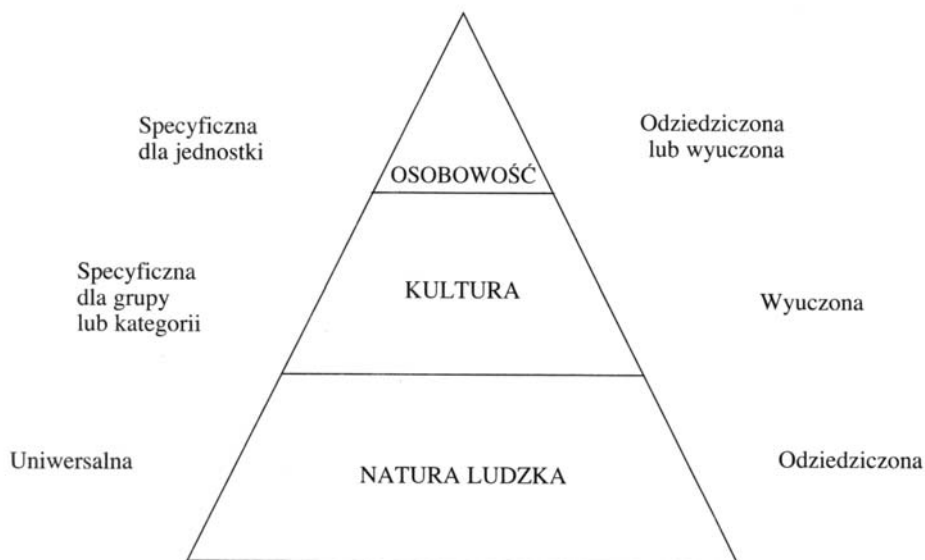 Specyficzna
dla jednostki
Odziedziczona
lub wyuczona
OSOBOWOŚĆ
Specyficzna
dla grupy
lub kategorii
KULTURA
Wyuczona
Uniwersalna
NATURA LUDZKA
Odziedziczona